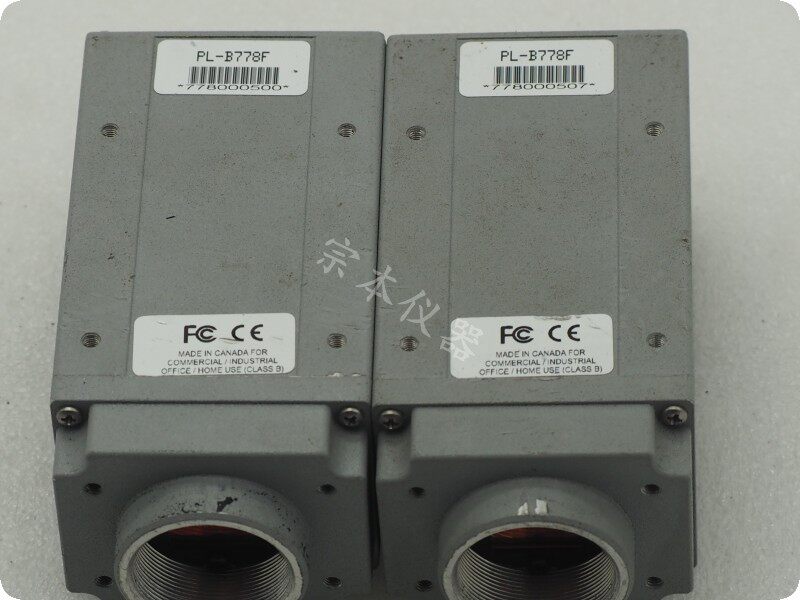 PL-B778F
*778000500*
PL-B778F
*778000507*
宗本仪器
FC CE
MADE IN CANADA FOR
COMMERCIAL / INDUSTRIAL
OFFICE / HOME USE (CLASS B)
FC CE
MADE IN CANADA FOR
COMMERCIAL / INDUSTRIAL
OFFICE / HOME USE (CLASS B)